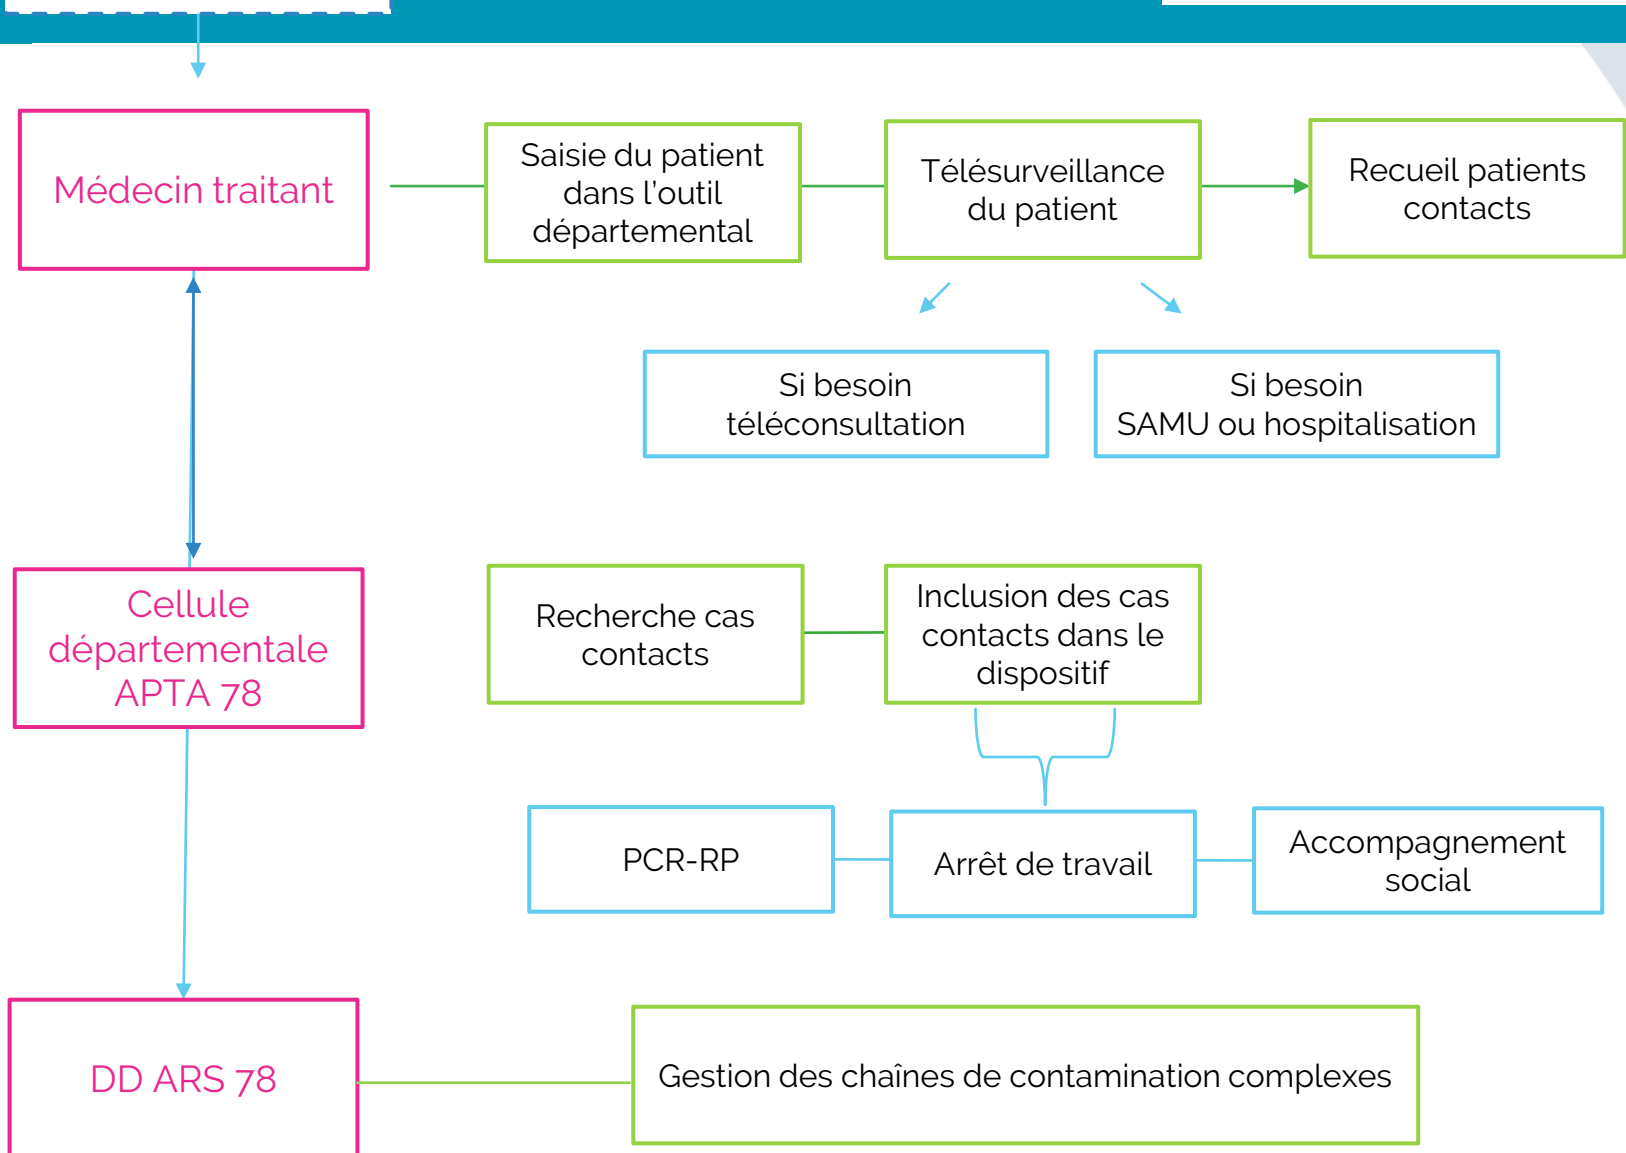 Médecin traitant
Saisie du patient
dans l'outil
départemental
Télésurveillance
du patient
Recueil patients
contacts
Si besoin
téléconsultation
Si besoin
SAMU ou hospitalisation
Cellule
départementale
APTA 78
Recherche cas
contacts
Inclusion des cas
contacts dans le
dispositif
PCR-RP
Arrêt de travail
Accompagnement
social
DD ARS 78
Gestion des chaînes de contamination complexes